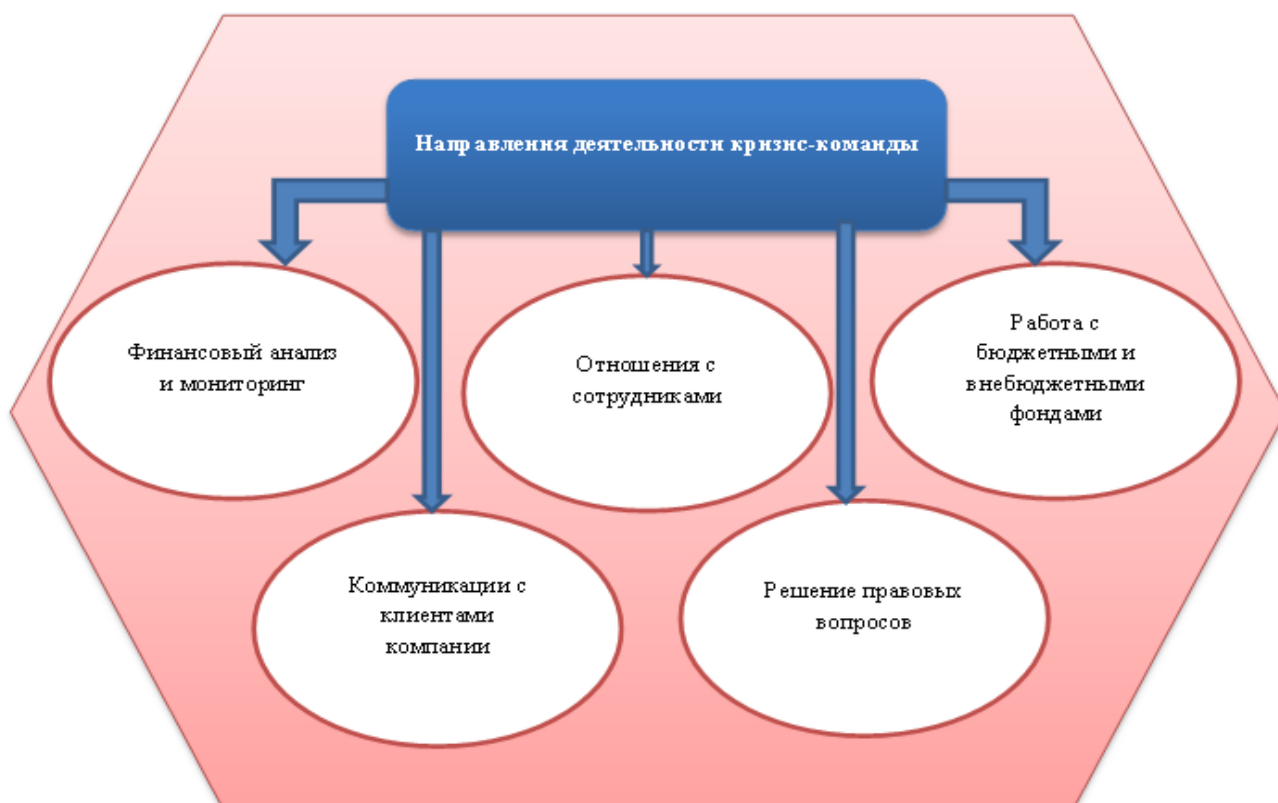 Направления деятельности кризис-команды
Финансовый анализ
и мониторинг
Отношения с
сотрудниками
Работа с
бюджетными и
внебюджетными
фондами
Коммуникации с
клиентами
компании
Решение правовых
вопросов